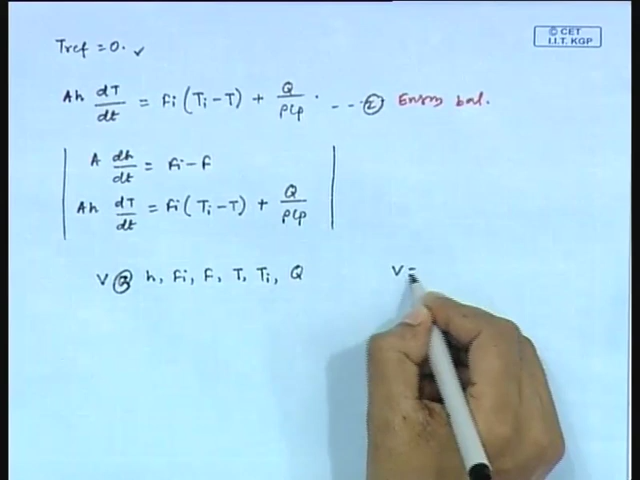 Tref = 0. ✓
© CET
I.I.T. KGP
Ah dT/dt = Fi (Ti - T) + Q/ρCp . - - - ② Energy bal.
A dh/dt = Fi - F
Ah dT/dt = Fi (Ti - T) + Q/ρCp
V h, Fi, F, T, Ti, Q
V =